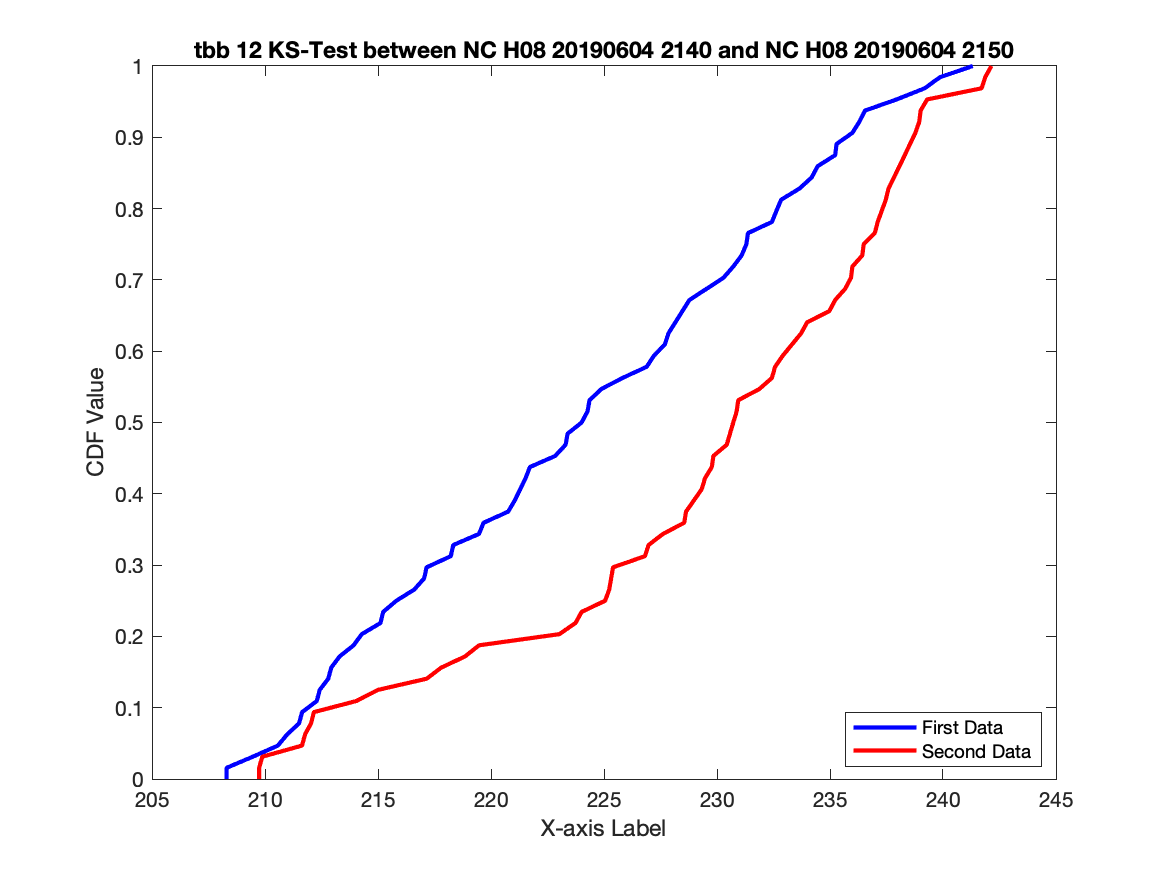 tbb 12 KS-Test between NC H08 20190604 2140 and NC H08 20190604 2150
1
0.9
0.8
0.7
0.6
0.5
0.4
0.3
0.2
0.1
0
CDF Value
205 210 215 220 225 230 235 240 245
X-axis Label
First Data
Second Data